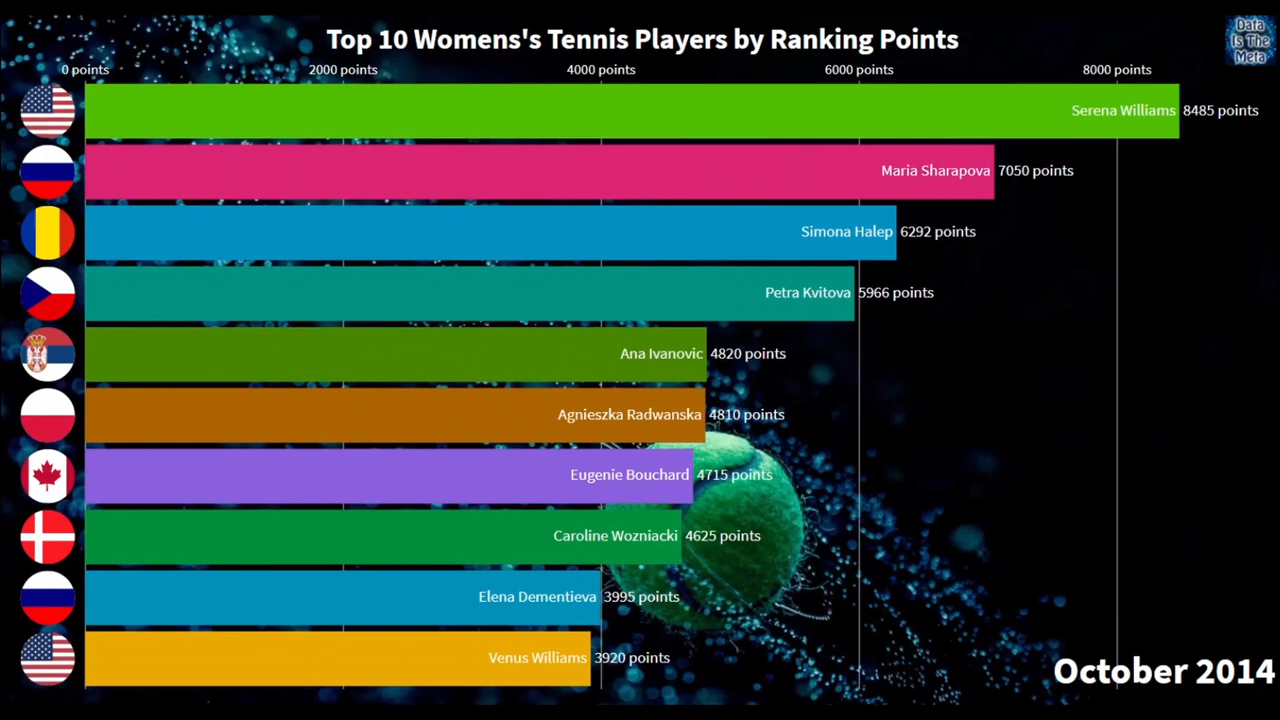 Top 10 Womens's Tennis Players by Ranking Points
Data
Is The
Meta
0 points 2000 points 4000 points 6000 points 8000 points
Serena Williams 8485 points
Maria Sharapova 7050 points
Simona Halep 6292 points
Petra Kvitova 5966 points
Ana Ivanovic 4820 points
Agnieszka Radwanska 4810 points
Eugenie Bouchard 4715 points
Caroline Wozniacki 4625 points
Elena Dementieva 3995 points
Venus Williams 3920 points
October 2014